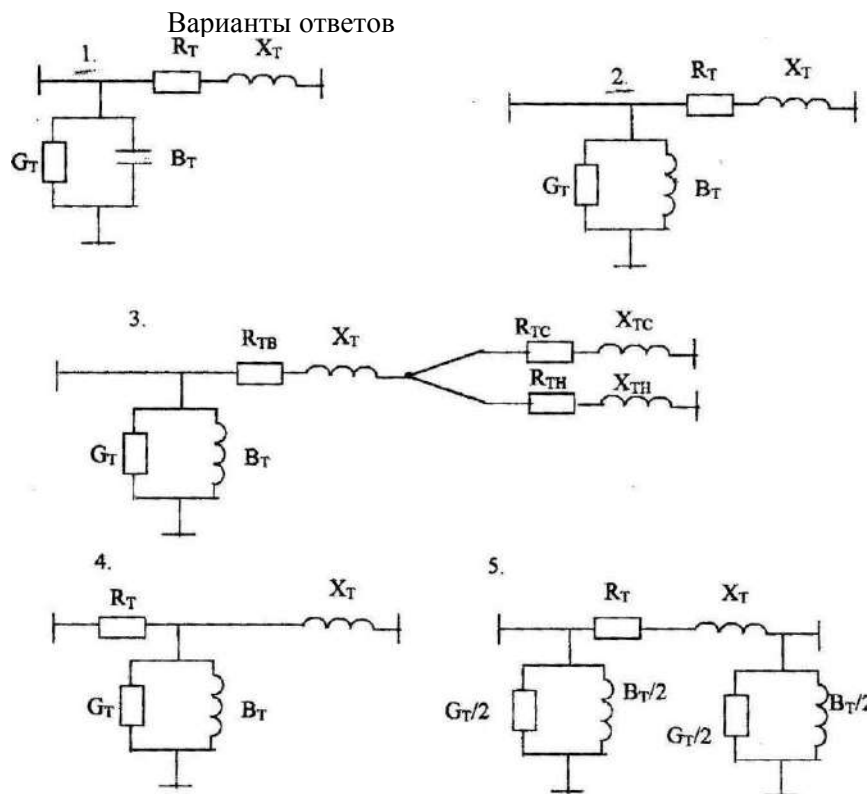 Варианты ответов
1.
R_T
X_T
G_T
B_T
2.
R_T
X_T
G_T
B_T
3.
R_TB
X_T
R_TC
X_TC
R_TH
X_TH
G_T
B_T
4.
R_T
X_T
G_T
B_T
5.
R_T
X_T
G_T/2
B_T/2
G_T/2
B_T/2